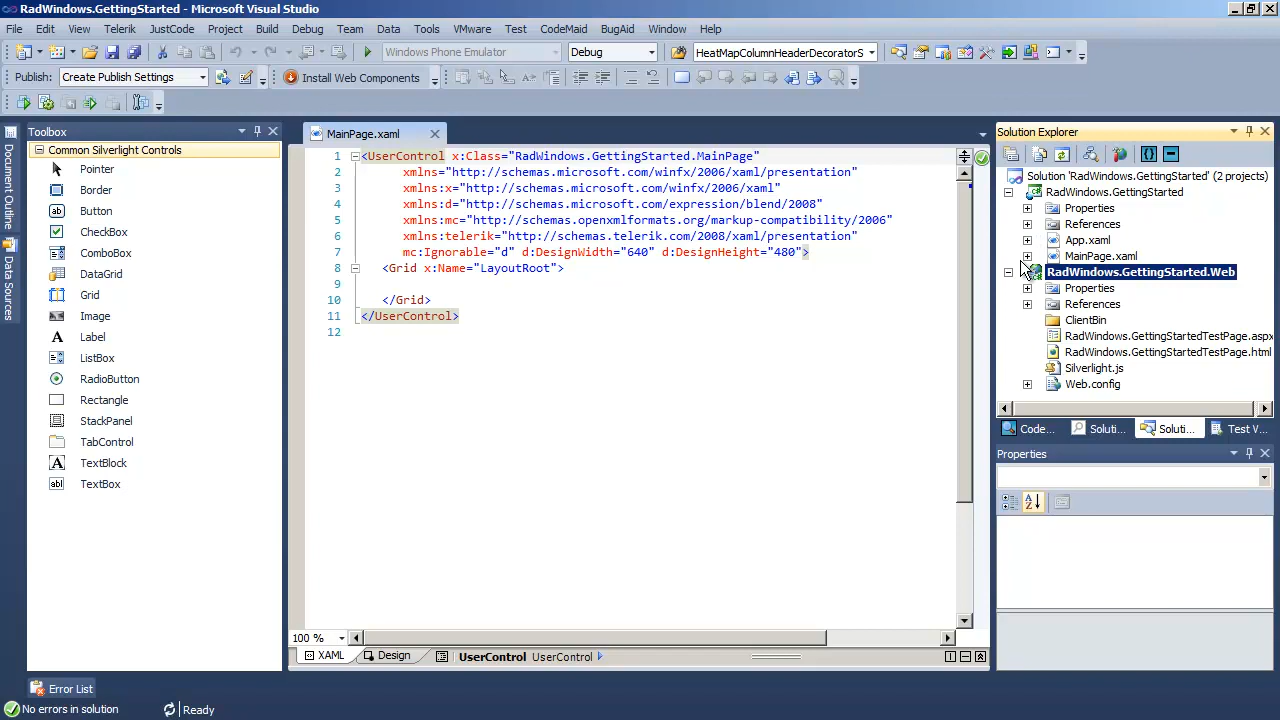 RadWindows.GettingStarted - Microsoft Visual Studio
File Edit View Telerik JustCode Project Build Debug Team Data Tools VMware Test CodeMaid BugAid Window Help
Windows Phone Emulator Debug HeatMapColumnHeaderDecoratorS
Publish: Create Publish Settings Install Web Components
Document Outline
Data Sources
Toolbox
Common Silverlight Controls
Pointer
Border
Button
CheckBox
ComboBox
DataGrid
Grid
Image
Label
ListBox
RadioButton
Rectangle
StackPanel
TabControl
TextBlock
TextBox
MainPage.xaml
1 <UserControl x:Class="RadWindows.GettingStarted.MainPage"
2 xmlns="http://schemas.microsoft.com/winfx/2006/xaml/presentation"
3 xmlns:x="http://schemas.microsoft.com/winfx/2006/xaml"
4 xmlns:d="http://schemas.microsoft.com/expression/blend/2008"
5 xmlns:mc="http://schemas.openxmlformats.org/markup-compatibility/2006"
6 xmlns:telerik="http://schemas.telerik.com/2008/xaml/presentation"
7 mc:Ignorable="d" d:DesignWidth="640" d:DesignHeight="480">
8 <Grid x:Name="LayoutRoot">
9
10 </Grid>
11 </UserControl>
12
100 %
XAML Design UserControl UserControl
Solution Explorer
Solution 'RadWindows.GettingStarted' (2 projects)
RadWindows.GettingStarted
Properties
References
App.xaml
MainPage.xaml
RadWindows.GettingStarted.Web
Properties
References
ClientBin
RadWindows.GettingStartedTestPage.aspx
RadWindows.GettingStartedTestPage.html
Silverlight.js
Web.config
Code... Soluti... Soluti... Test V...
Properties
Error List
No errors in solution Ready